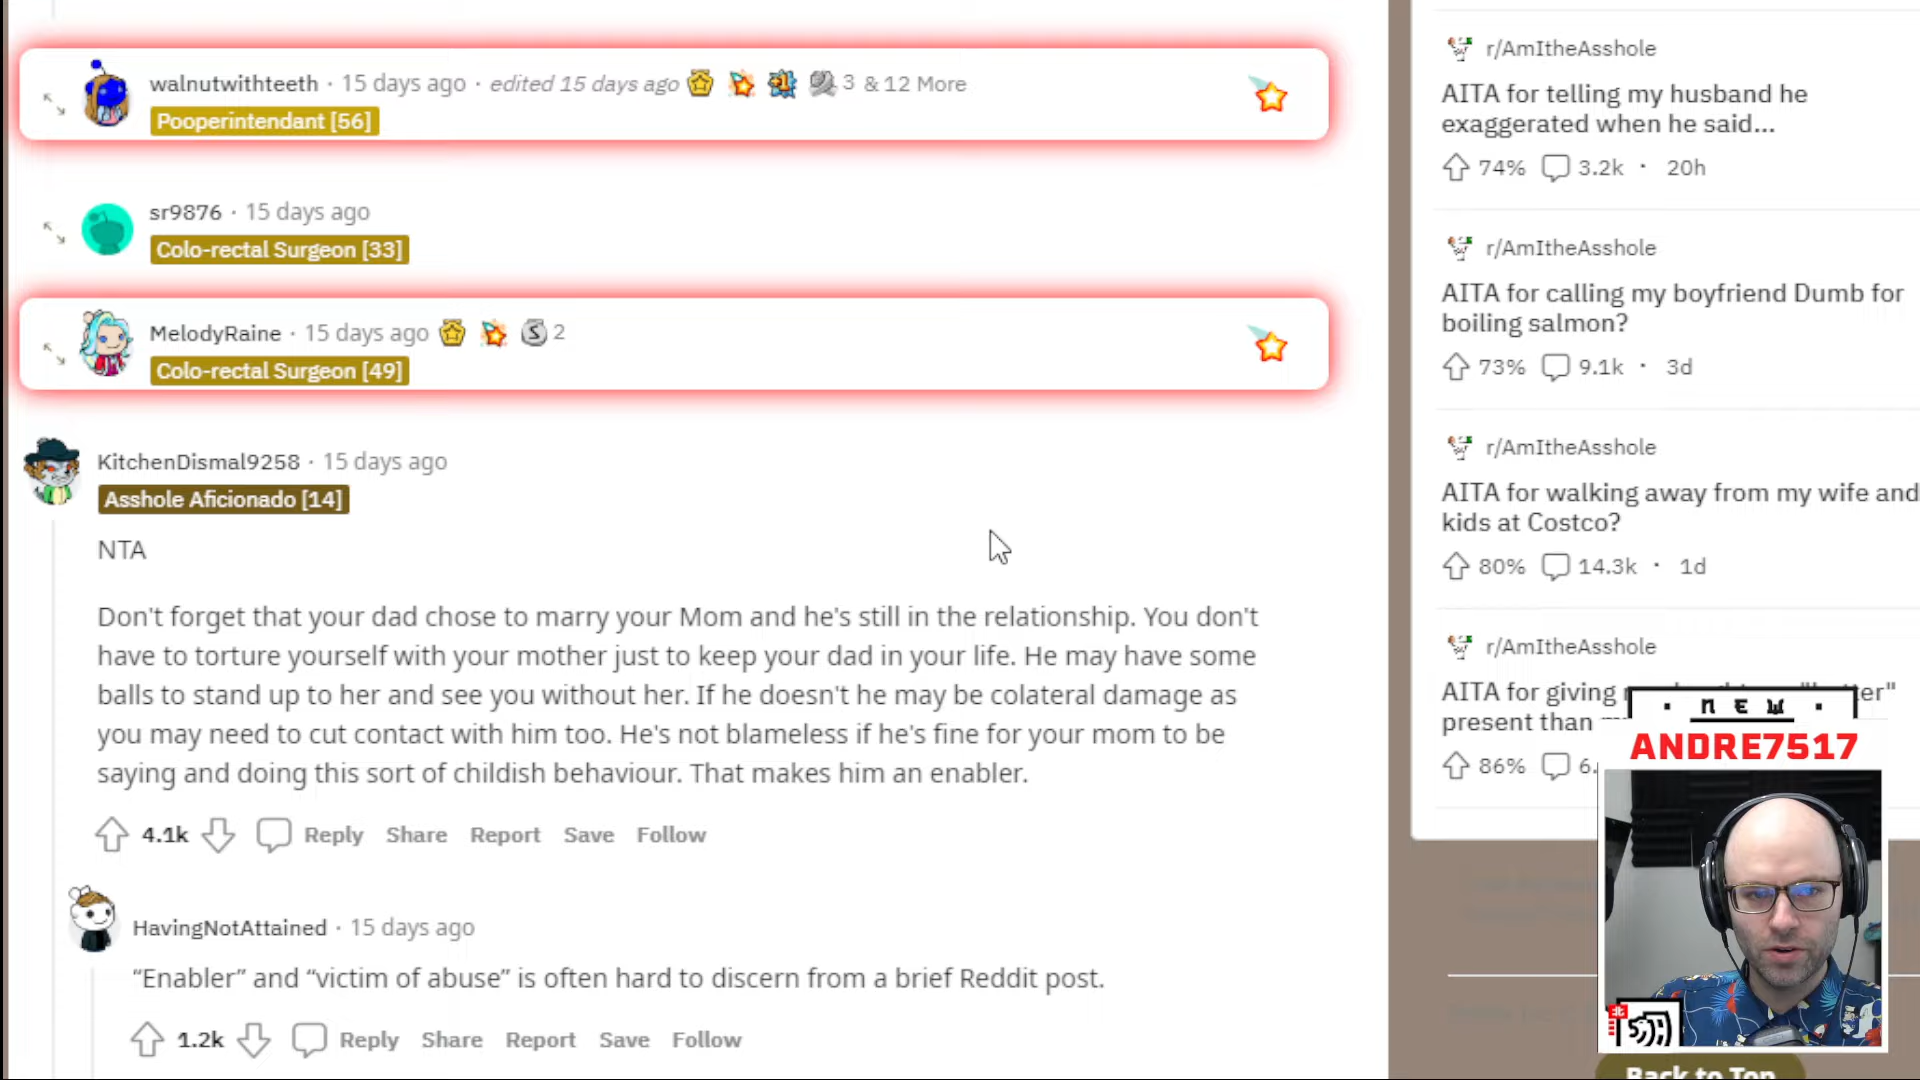 walnutwithteeth · 15 days ago · edited 15 days ago 3 & 12 More
Pooperintendant [56]
sr9876 · 15 days ago
Colo-rectal Surgeon [33]
MelodyRaine · 15 days ago S 2
Colo-rectal Surgeon [49]
KitchenDismal9258 · 15 days ago
Asshole Aficionado [14]
NTA
Don't forget that your dad chose to marry your Mom and he's still in the relationship. You don't
have to torture yourself with your mother just to keep your dad in your life. He may have some
balls to stand up to her and see you without her. If he doesn't he may be colateral damage as
you may need to cut contact with him too. He's not blameless if he's fine for your mom to be
saying and doing this sort of childish behaviour. That makes him an enabler.
4.1k Reply Share Report Save Follow
HavingNotAttained · 15 days ago
“Enabler” and “victim of abuse” is often hard to discern from a brief Reddit post.
1.2k Reply Share Report Save Follow
r/AmItheAsshole
AITA for telling my husband he
exaggerated when he said...
74% 3.2k · 20h
r/AmItheAsshole
AITA for calling my boyfriend Dumb for
boiling salmon?
73% 9.1k · 3d
r/AmItheAsshole
AITA for walking away from my wife and
kids at Costco?
80% 14.3k · 1d
r/AmItheAsshole
AITA for giving
present than
86% 6.
· NEW ·
ANDRE7517
Back to Top